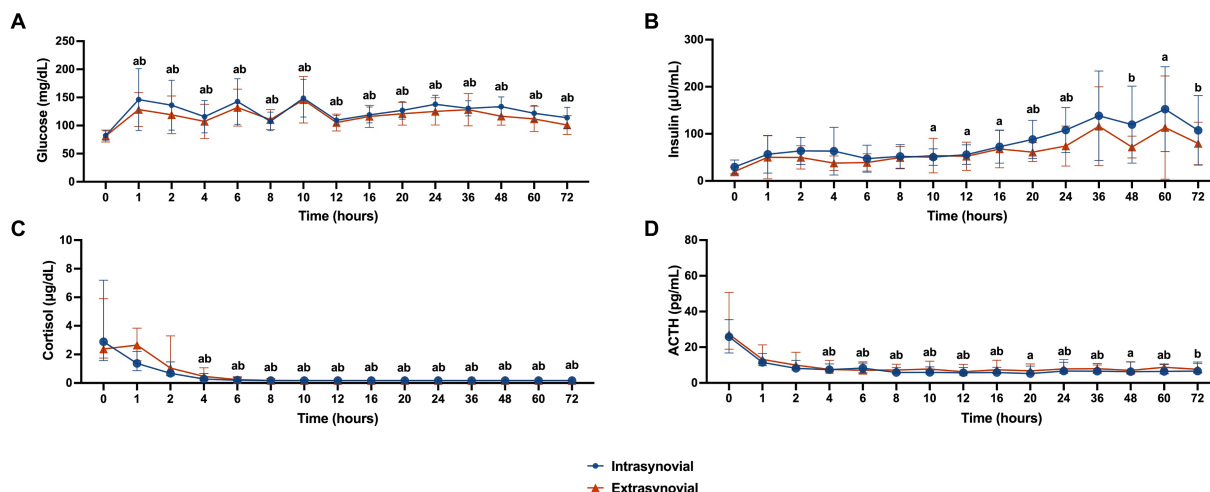 A
Glucose (mg/dL)
250
200
150
100
50
0
ab ab ab ab ab ab ab ab ab ab ab ab ab ab
0 1 2 4 6 8 10 12 16 20 24 36 48 60 72
Time (hours)
B
Insulin (μU/mL)
300
200
100
0
a a a ab ab b a b
0 1 2 4 6 8 10 12 16 20 24 36 48 60 72
Time (hours)
C
Cortisol (μg/dL)
10
8
6
4
2
0
ab ab ab ab ab ab ab ab ab ab ab ab
0 1 2 4 6 8 10 12 16 20 24 36 48 60 72
Time (hours)
D
ACTH (pg/mL)
80
60
40
20
0
ab ab ab ab ab ab a ab ab a ab b
0 1 2 4 6 8 10 12 16 20 24 36 48 60 72
Time (hours)
Intrasynovial
Extrasynovial